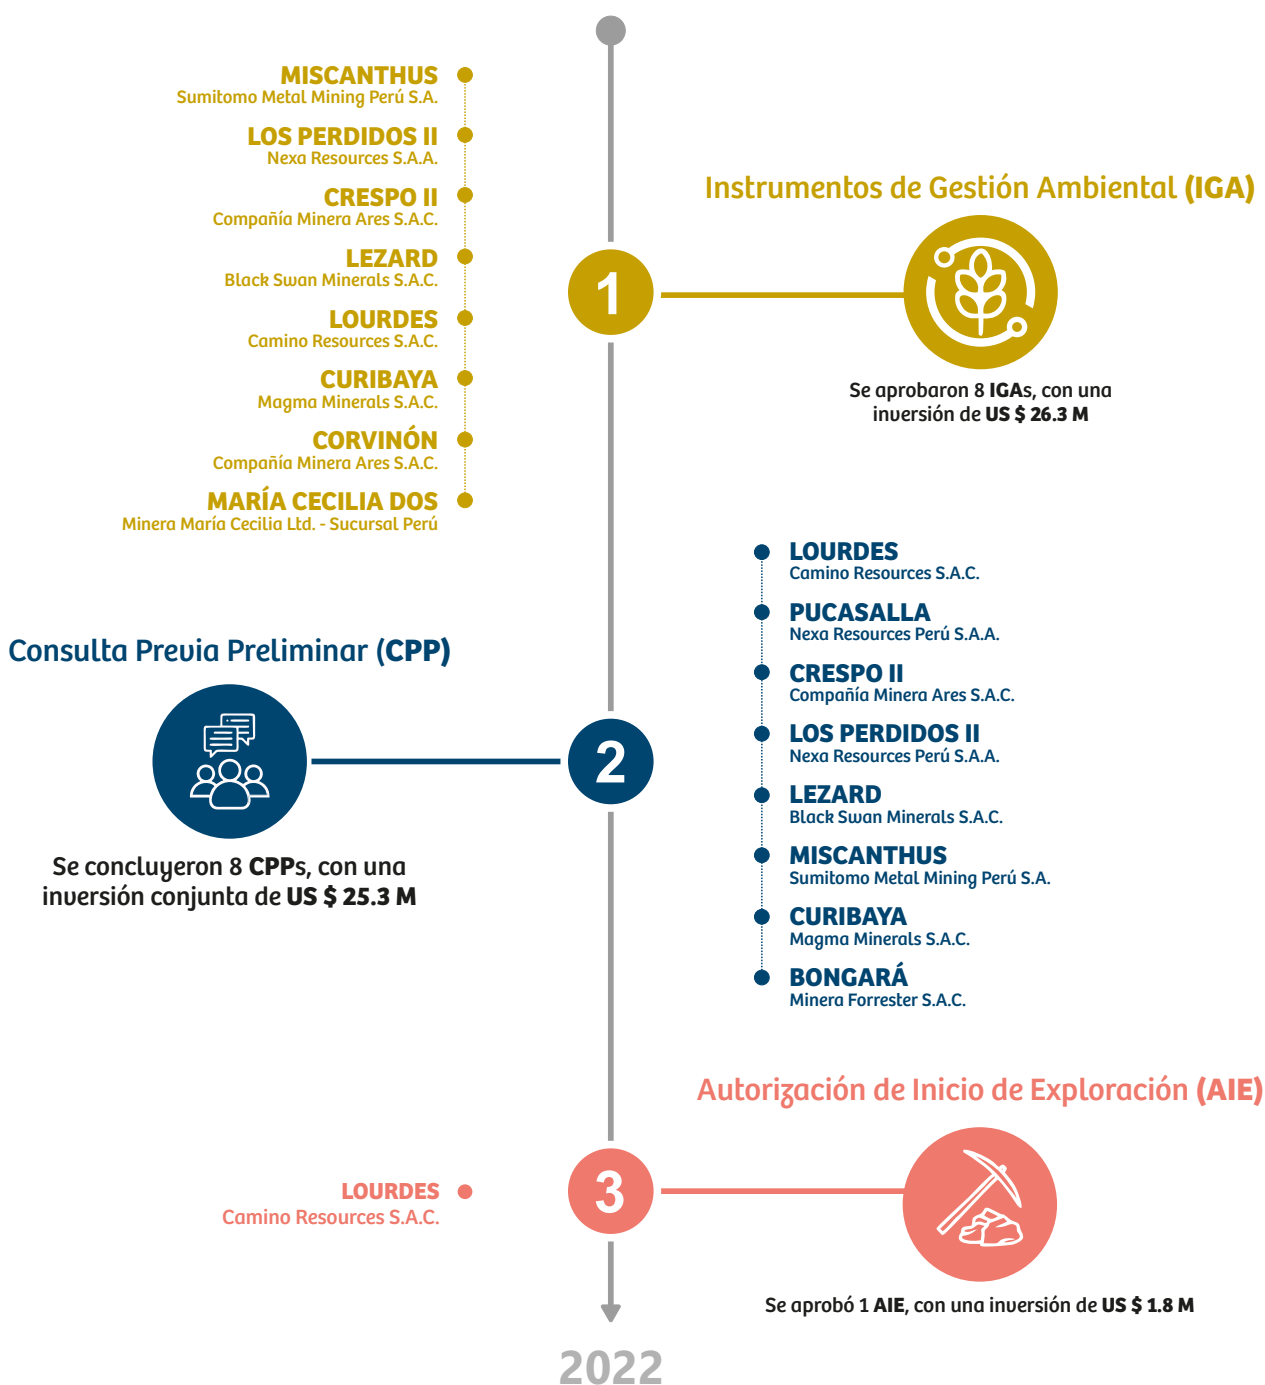 MISCANTHUS
Sumitomo Metal Mining Perú S.A.
LOS PERDIDOS II
Nexa Resources S.A.A.
CRESPO II
Compañía Minera Ares S.A.C.
LEZARD
Black Swan Minerals S.A.C.
LOURDES
Camino Resources S.A.C.
CURIBAYA
Magma Minerals S.A.C.
CORVINÓN
Compañía Minera Ares S.A.C.
MARÍA CECILIA DOS
Minera María Cecilia Ltd. - Sucursal Perú
1
Instrumentos de Gestión Ambiental (IGA)
Se aprobaron 8 IGAs, con una
inversión de US $ 26.3 M
Consulta Previa Preliminar (CPP)
Se concluyeron 8 CPPs, con una
inversión conjunta de US $ 25.3 M
2
LOURDES
Camino Resources S.A.C.
PUCASALLA
Nexa Resources Perú S.A.A.
CRESPO II
Compañía Minera Ares S.A.C.
LOS PERDIDOS II
Nexa Resources Perú S.A.A.
LEZARD
Black Swan Minerals S.A.C.
MISCANTHUS
Sumitomo Metal Mining Perú S.A.
CURIBAYA
Magma Minerals S.A.C.
BONGARÁ
Minera Forrester S.A.C.
Autorización de Inicio de Exploración (AIE)
LOURDES
Camino Resources S.A.C.
3
Se aprobó 1 AIE, con una inversión de US $ 1.8 M
2022